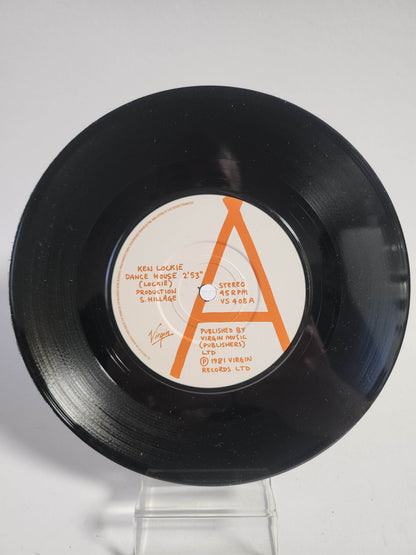 KEN LOCKIE
DANCE HOUSE 2'53"
(LOCKIE)
PRODUCTION
S. HILLAGE
STEREO
45 RPM
VS 408 A
A
Virgin
PUBLISHED BY
VIRGIN MUSIC
(PUBLISHERS)
LTD
Ⓟ 1981 VIRGIN
RECORDS LTD